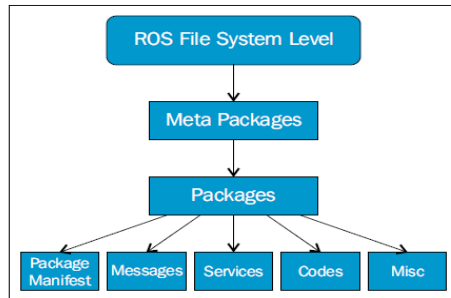 ROS File System Level
Meta Packages
Packages
Package
Manifest
Messages
Services
Codes
Misc